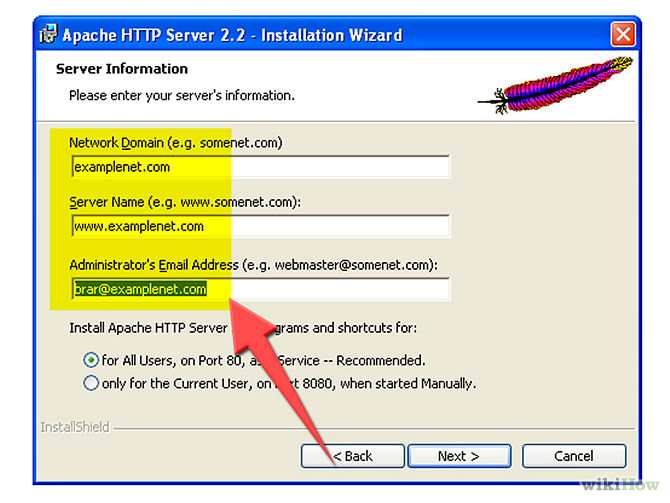 Apache HTTP Server 2.2 - Installation Wizard
Server Information
Please enter your server's information.
Network Domain (e.g. somenet.com)
examplenet.com
Server Name (e.g. www.somenet.com):
www.examplenet.com
Administrator's Email Address (e.g. webmaster@somenet.com):
brar@examplenet.com
Install Apache HTTP Server programs and shortcuts for:
for All Users, on Port 80, as Service -- Recommended.
only for the Current User, on Port 8080, when started Manually.
InstallShield
< Back
Next >
Cancel
wikiHow